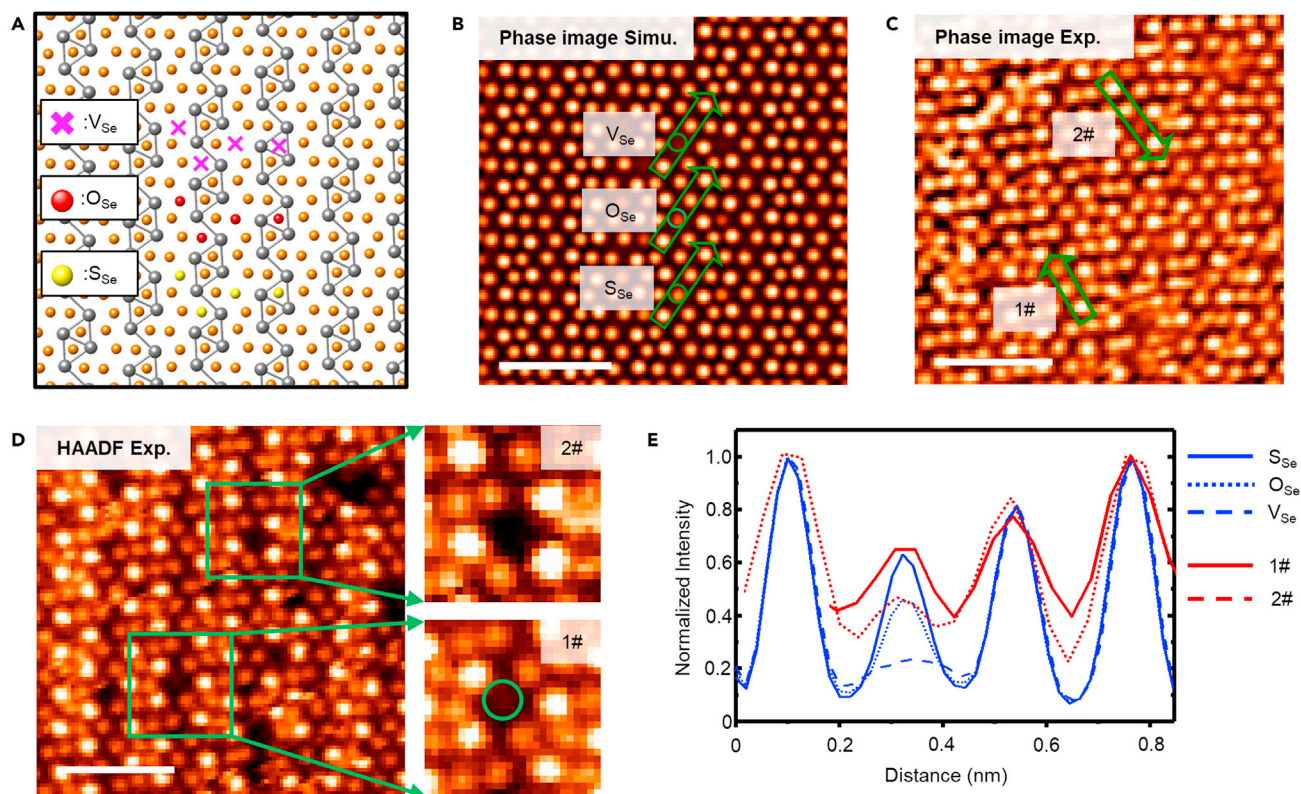 A
:VSe
:OSe
:SSe
B
Phase image Simu.
VSe
OSe
SSe
C
Phase image Exp.
2#
1#
D
HAADF Exp.
2#
1#
E
Normalized Intensity
1.0
0.8
0.6
0.4
0.2
0
0
0.2
0.4
0.6
0.8
Distance (nm)
SSe
OSe
VSe
1#
2#